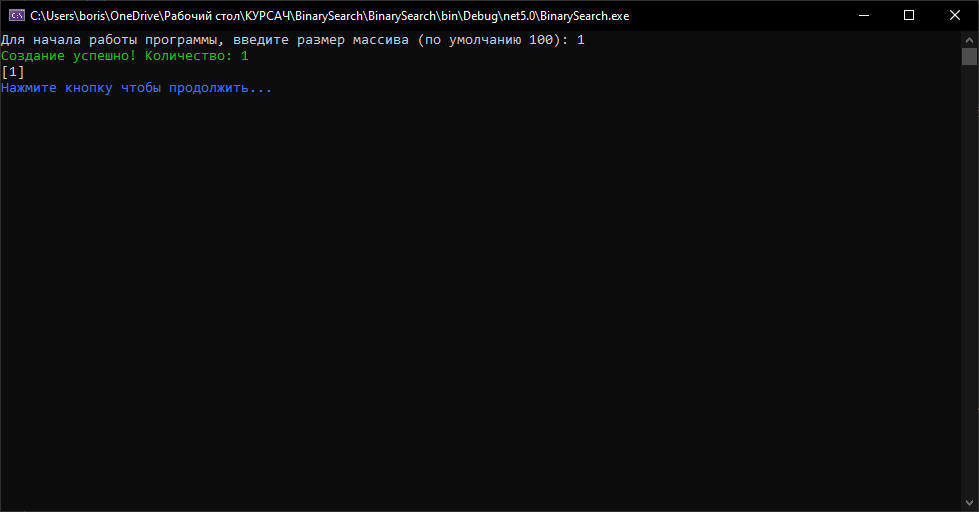 C:\Users\boris\OneDrive\Рабочий стол\КУРСАЧ\BinarySearch\BinarySearch\bin\Debug\net5.0\BinarySearch.exe
Для начала работы программы, введите размер массива (по умолчанию 100): 1
Создание успешно! Количество: 1
[1]
Нажмите кнопку чтобы продолжить...